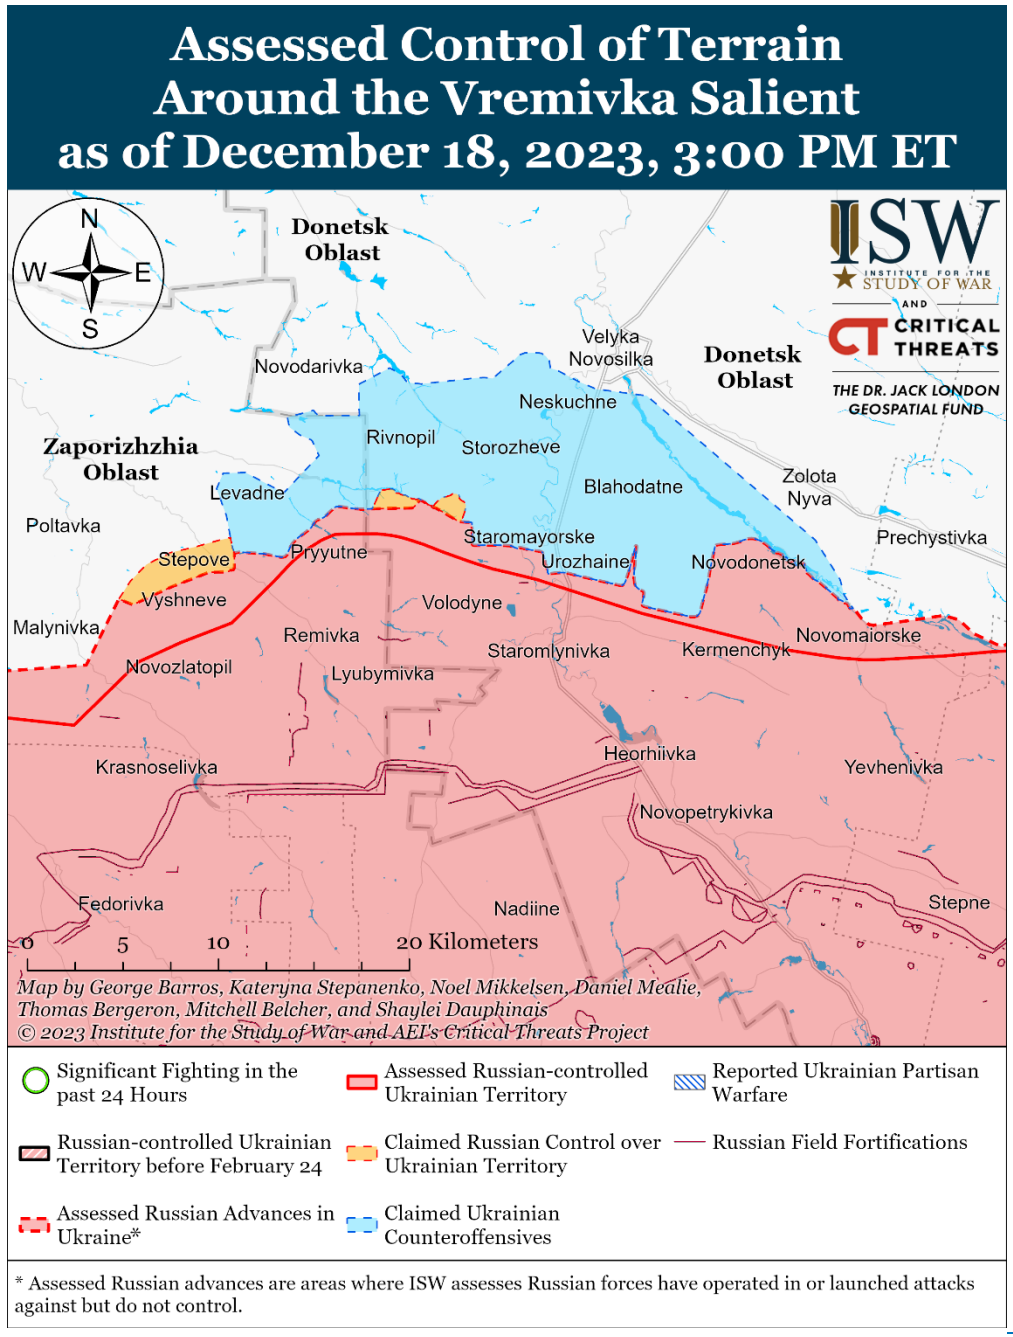 Assessed Control of Terrain
Around the Vremivka Salient
as of December 18, 2023, 3:00 PM ET
N
W
E
S
Donetsk
Oblast
ISW
INSTITUTE FOR THE
STUDY OF WAR
AND
CT CRITICAL
THREATS
THE DR. JACK LONDON
GEOSPATIAL FUND
Velyka
Novosilka
Donetsk
Oblast
Novodarivka
Neskuchne
Zaporizhzhia
Oblast
Rivnopil
Storozheve
Zolota
Nyva
Levadne
Blahodatne
Poltavka
Staromayorske
Prechystivka
Pryyutne
Stepove
Urozhaine
Novodonetsk
Vyshneve
Volodyne
Malynivka
Remivka
Novomaiorske
Staromlynivka
Kermenchyk
Novozlatopil
Lyubymivka
Heorhiivka
Krasnoselivka
Yevhenivka
Novopetrykivka
Fedorivka
Nadiine
Stepne
0 5 10 20 Kilometers
Map by George Barros, Kateryna Stepanenko, Noel Mikkelsen, Daniel Mealie,
Thomas Bergeron, Mitchell Belcher, and Shaylei Dauphinais
© 2023 Institute for the Study of War and AEI's Critical Threats Project
Significant Fighting in the
past 24 Hours
Assessed Russian-controlled
Ukrainian Territory
Reported Ukrainian Partisan
Warfare
Russian-controlled Ukrainian
Territory before February 24
Claimed Russian Control over
Ukrainian Territory
Russian Field Fortifications
Assessed Russian Advances in
Ukraine*
Claimed Ukrainian
Counteroffensives
* Assessed Russian advances are areas where ISW assesses Russian forces have operated in or launched attacks
against but do not control.